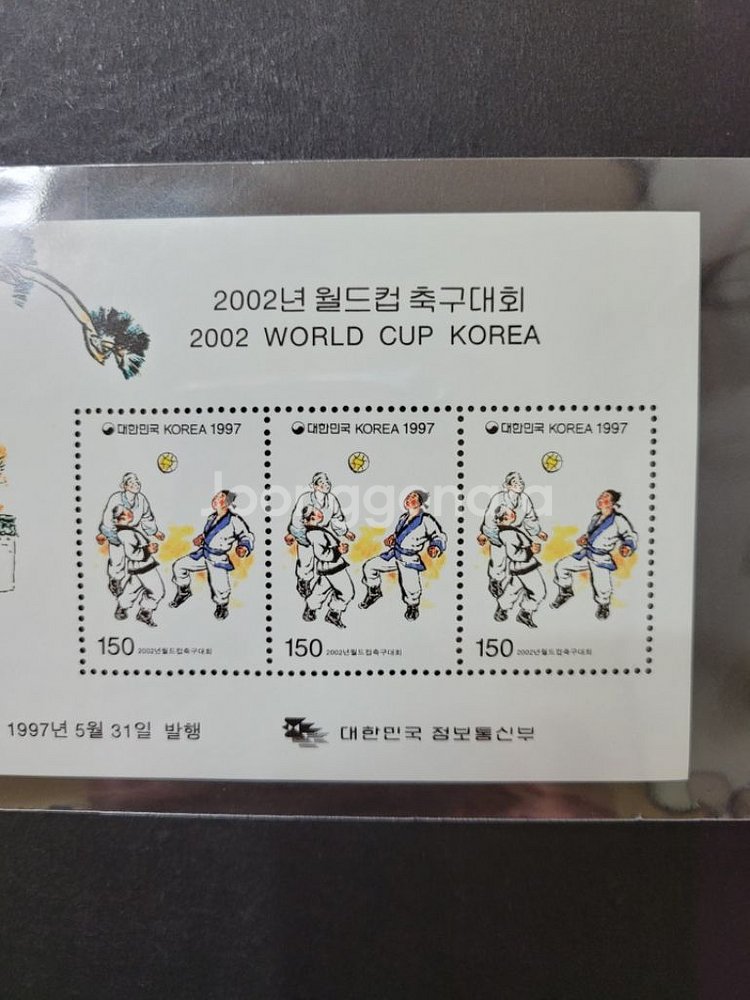 2002년 월드컵 축구대회
2002 WORLD CUP KOREA
대한민국 KOREA 1997
대한민국 KOREA 1997
대한민국 KOREA 1997
Joonggonara
150 2002년월드컵축구대회
150 2002년월드컵축구대회
150 2002년월드컵축구대회
1997년 5월 31일 발행
대한민국 정보통신부